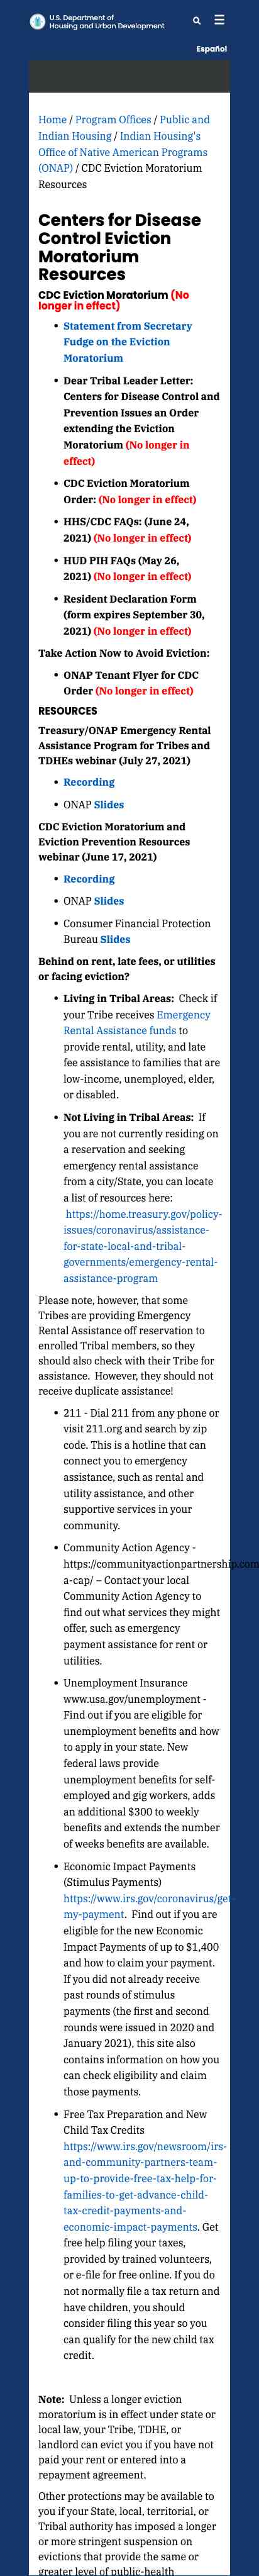 U.S. Department of
Housing and Urban Development
Español
Home / Program Offices / Public and
Indian Housing / Indian Housing's
Office of Native American Programs
(ONAP) / CDC Eviction Moratorium
Resources
Centers for Disease
Control Eviction
Moratorium
Resources
CDC Eviction Moratorium (No
longer in effect)
• Statement from Secretary
Fudge on the Eviction
Moratorium
• Dear Tribal Leader Letter:
Centers for Disease Control and
Prevention Issues an Order
extending the Eviction
Moratorium (No longer in
effect)
• CDC Eviction Moratorium
Order: (No longer in effect)
• HHS/CDC FAQs: (June 24,
2021) (No longer in effect)
• HUD PIH FAQs (May 26,
2021) (No longer in effect)
• Resident Declaration Form
(form expires September 30,
2021) (No longer in effect)
Take Action Now to Avoid Eviction:
• ONAP Tenant Flyer for CDC
Order (No longer in effect)
RESOURCES
Treasury/ONAP Emergency Rental
Assistance Program for Tribes and
TDHEs webinar (July 27, 2021)
• Recording
• ONAP Slides
CDC Eviction Moratorium and
Eviction Prevention Resources
webinar (June 17, 2021)
• Recording
• ONAP Slides
• Consumer Financial Protection
Bureau Slides
Behind on rent, late fees, or utilities
or facing eviction?
• Living in Tribal Areas: Check if
your Tribe receives Emergency
Rental Assistance funds to
provide rental, utility, and late
fee assistance to families that are
low-income, unemployed, elder,
or disabled.
• Not Living in Tribal Areas: If
you are not currently residing on
a reservation and seeking
emergency rental assistance
from a city/State, you can locate
a list of resources here:
https://home.treasury.gov/policy-
issues/coronavirus/assistance-
for-state-local-and-tribal-
governments/emergency-rental-
assistance-program
Please note, however, that some
Tribes are providing Emergency
Rental Assistance off reservation to
enrolled Tribal members, so they
should also check with their Tribe for
assistance. However, they should not
receive duplicate assistance!
• 211 - Dial 211 from any phone or
visit 211.org and search by zip
code. This is a hotline that can
connect you to emergency
assistance, such as rental and
utility assistance, and other
supportive services in your
community.
• Community Action Agency -
https://communityactionpartnership.com
a-cap/ – Contact your local
Community Action Agency to
find out what services they might
offer, such as emergency
payment assistance for rent or
utilities.
• Unemployment Insurance
www.usa.gov/unemployment -
Find out if you are eligible for
unemployment benefits and how
to apply in your state. New
federal laws provide
unemployment benefits for self-
employed and gig workers, adds
an additional $300 to weekly
benefits and extends the number
of weeks benefits are available.
• Economic Impact Payments
(Stimulus Payments)
https://www.irs.gov/coronavirus/get-
my-payment. Find out if you are
eligible for the new Economic
Impact Payments of up to $1,400
and how to claim your payment.
If you did not already receive
past rounds of stimulus
payments (the first and second
rounds were issued in 2020 and
January 2021), this site also
contains information on how you
can check eligibility and claim
those payments.
• Free Tax Preparation and New
Child Tax Credits
https://www.irs.gov/newsroom/irs-
and-community-partners-team-
up-to-provide-free-tax-help-for-
families-to-get-advance-child-
tax-credit-payments-and-
economic-impact-payments. Get
free help filing your taxes,
provided by trained volunteers,
or e-file for free online. If you do
not normally file a tax return and
have children, you should
consider filing this year so you
can qualify for the new child tax
credit.
Note: Unless a longer eviction
moratorium is in effect under state or
local law, your Tribe, TDHE, or
landlord can evict you if you have not
paid your rent or entered into a
repayment agreement.
Other protections may be available to
you if your State, local, territorial, or
Tribal authority has imposed a longer
or more stringent suspension on
evictions that provide the same or
greater level of public-health